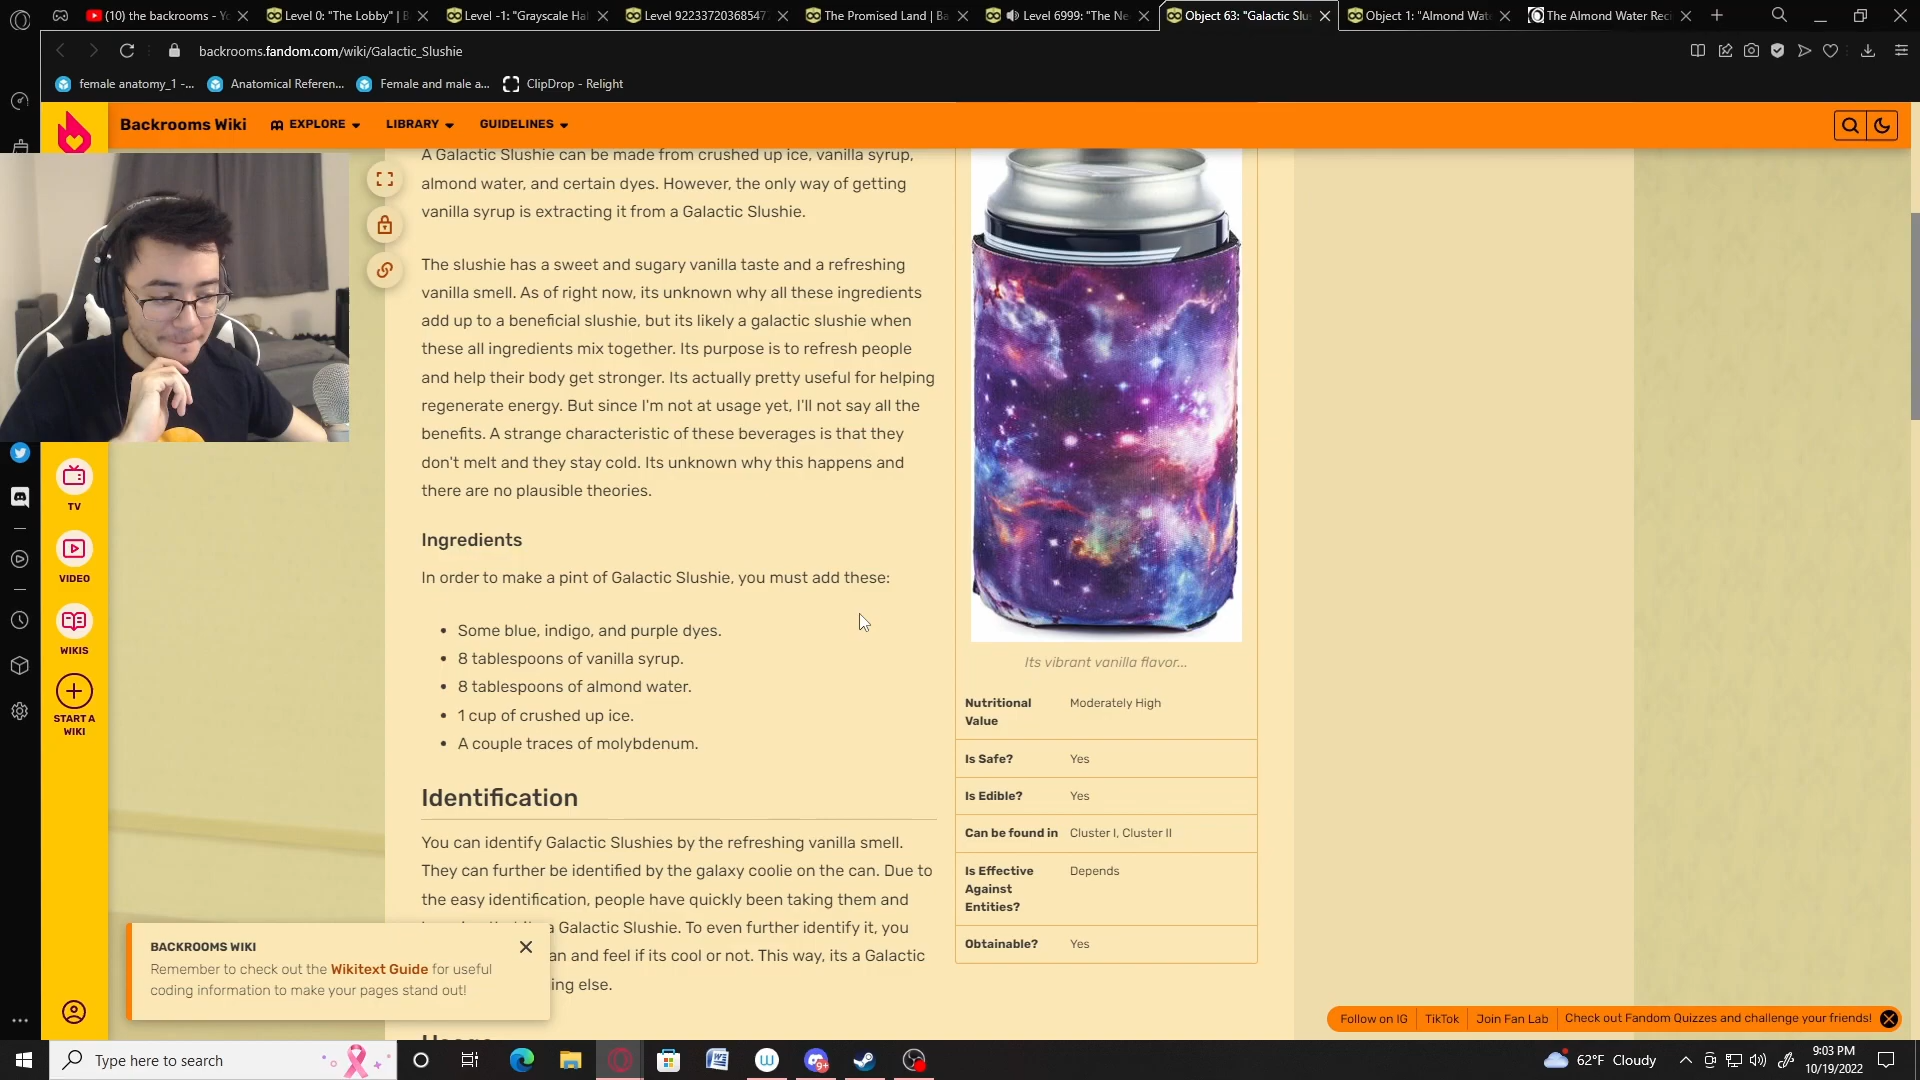 (10) the backrooms - Yo
Level 0: "The Lobby" | B
Level -1: "Grayscale Hal
Level 9223372036854
The Promised Land | Ba
Level 6999: "The Ne
Object 63: "Galactic Slu
Object 1: "Almond Wate
The Almond Water Reci
backrooms.fandom.com/wiki/Galactic_Slushie
female anatomy_1 -...
Anatomical Referen...
Female and male a...
ClipDrop - Relight
Backrooms Wiki
EXPLORE
LIBRARY
GUIDELINES
A Galactic Slushie can be made from crushed up ice, vanilla syrup,
almond water, and certain dyes. However, the only way of getting
vanilla syrup is extracting it from a Galactic Slushie.
The slushie has a sweet and sugary vanilla taste and a refreshing
vanilla smell. As of right now, its unknown why all these ingredients
add up to a beneficial slushie, but its likely a galactic slushie when
these all ingredients mix together. Its purpose is to refresh people
and help their body get stronger. Its actually pretty useful for helping
regenerate energy. But since I'm not at usage yet, I'll not say all the
benefits. A strange characteristic of these beverages is that they
don't melt and they stay cold. Its unknown why this happens and
there are no plausible theories.
Ingredients
In order to make a pint of Galactic Slushie, you must add these:
Some blue, indigo, and purple dyes.
8 tablespoons of vanilla syrup.
8 tablespoons of almond water.
1 cup of crushed up ice.
A couple traces of molybdenum.
Identification
You can identify Galactic Slushies by the refreshing vanilla smell.
They can further be identified by the galaxy coolie on the can. Due to
the easy identification, people have quickly been taking them and
a Galactic Slushie. To even further identify it, you
an and feel if its cool or not. This way, its a Galactic
ing else.
Its vibrant vanilla flavor...
Nutritional Value
Moderately High
Is Safe?
Yes
Is Edible?
Yes
Can be found in
Cluster I, Cluster II
Is Effective Against Entities?
Depends
Obtainable?
Yes
TV
VIDEO
WIKIS
START A
WIKI
BACKROOMS WIKI
Remember to check out the Wikitext Guide for useful
coding information to make your pages stand out!
Follow on IG
TikTok
Join Fan Lab
Check out Fandom Quizzes and challenge your friends!
Type here to search
9+
62°F Cloudy
9:03 PM
10/19/2022